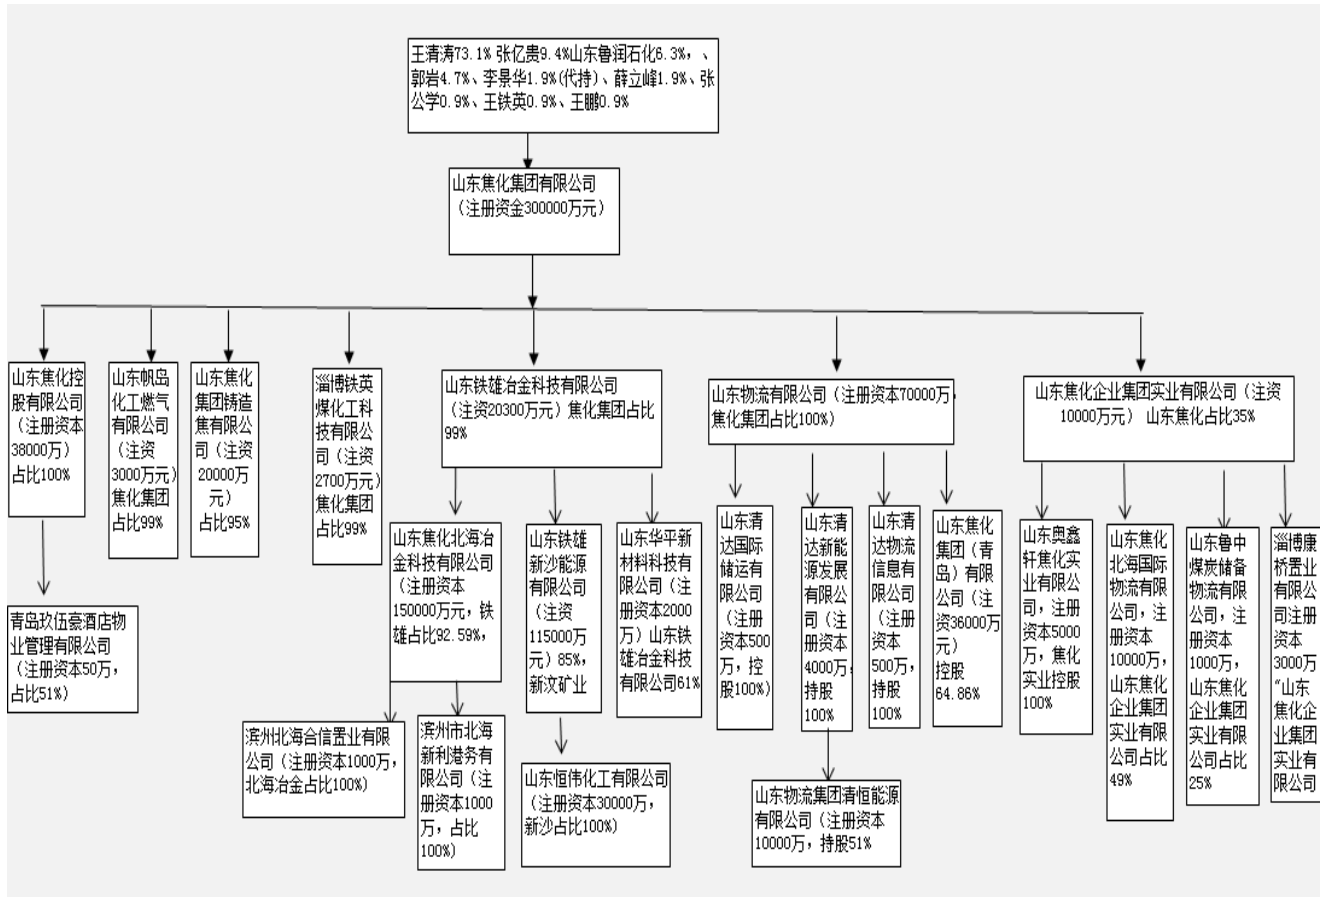 王清涛73.1% 张亿贵9.4%山东鲁润石化6.3%，、
郭岩4.7%、李景华1.9%(代持)、薛立峰1.9%、张
公学0.9%、王铁英0.9%、王鹏0.9%
山东焦化集团有限公司
（注册资金300000万元）
山东焦化控
股有限公司
（注册资本
38000万）
占比100%
山东帆岛
化工燃气
有限公司
（注资
3000万元）
焦化集团
占比99%
山东焦化
集团铸造
焦有限公
司（注资
20000万
元）
占比95%
淄博铁英
煤化工科
技有限公
司（注资
2700万元）
焦化集团
占比99%
山东铁雄冶金科技有限公司
（注资20300万元）焦化集团占比
99%
山东物流有限公司（注册资本70000万，
焦化集团占比100%）
山东焦化企业集团实业有限公司（注资
10000万元） 山东焦化占比35%
青岛玖伍豪酒店物
业管理有限公司
（注册资本50万，
占比51%）
山东焦化北海冶
金科技有限公司
（注册资本
150000万元，铁
雄占比92.59%，
山东铁雄
新沙能源
有限公司
（注资
115000万
元）85%，
新汶矿业
山东华平新
材料科技有
限公司（注
册资本2000
万）山东铁
雄冶金科技
有限公司61%
山东清
达国际
储运有
限公司
（注册
资本500
万，控
股100%）
山东清
达新能
源发展
有限公
司（注
册资本
4000万，
持股
100%
山东清
达物流
信息有
限公司
（注册
资本
500万，
持股
100%
山东焦化
集团（青
岛）有限
公司（注
资36000万
元）
控股
64.86%
山东奥鑫
轩焦化实
业有限公
司，注册
资本5000
万，焦化
实业控股
100%
山东焦化
北海国际
物流有限
公司，注
册资本
10000万，
山东焦化
企业集团
实业有限
公司占比
49%
山东鲁中
煤炭储备
物流有限
公司，注
册资本
1000万，
山东焦化
企业集团
实业有限
公司占比
25%
淄博康
桥置业
有限公
司注册
资本
3000万
“山东
焦化企
业集团
实业有
限公司
滨州北海合信置业有限
公司（注册资本1000万，
北海冶金占比100%）
滨州市北海
新利港务有
限公司（注
册资本1000
万，占比
100%）
山东恒伟化工有限公司
（注册资本30000万，
新沙占比100%）
山东物流集团清恒能源
有限公司（注册资本
10000万，持股51%